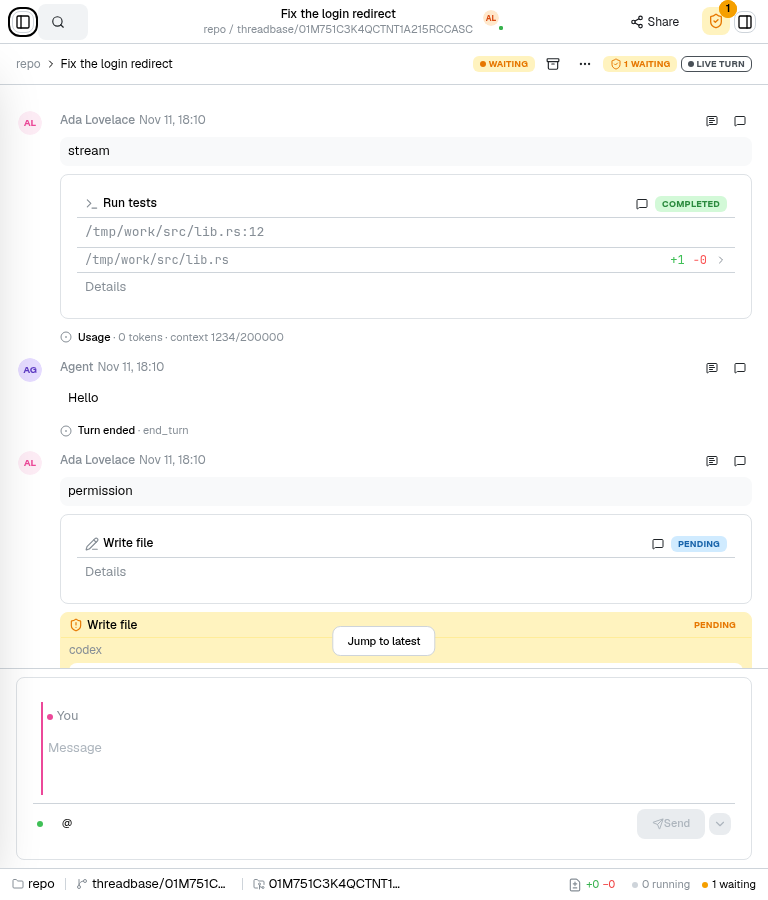 Fix the login redirect
repo / threadbase/01M751C3K4QCTNT1A215RCCASC
AL
Share
1
repo > Fix the login redirect
WAITING
1 WAITING
LIVE TURN
AL
Ada Lovelace Nov 11, 18:10
stream
Run tests
COMPLETED
/tmp/work/src/lib.rs:12
/tmp/work/src/lib.rs
+1 -0
Details
Usage · 0 tokens · context 1234/200000
AG
Agent Nov 11, 18:10
Hello
Turn ended · end_turn
AL
Ada Lovelace Nov 11, 18:10
permission
Write file
PENDING
Details
Write file
PENDING
codex
Jump to latest
You
Message
@
Send
repo
threadbase/01M751C...
01M751C3K4QCTNT1...
+0 -0
0 running
1 waiting